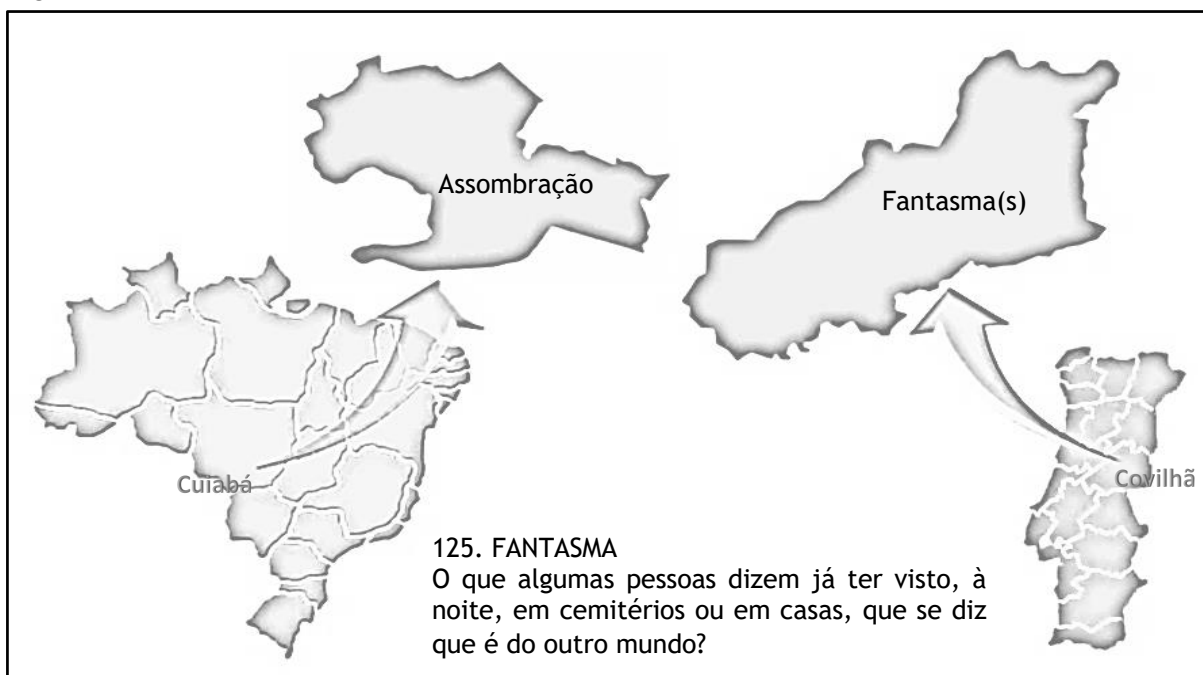 Assombração
Fantasma(s)
Cuiabá
Covilhã
125. FANTASMA
O que algumas pessoas dizem já ter visto, à
noite, em cemitérios ou em casas, que se diz
que é do outro mundo?